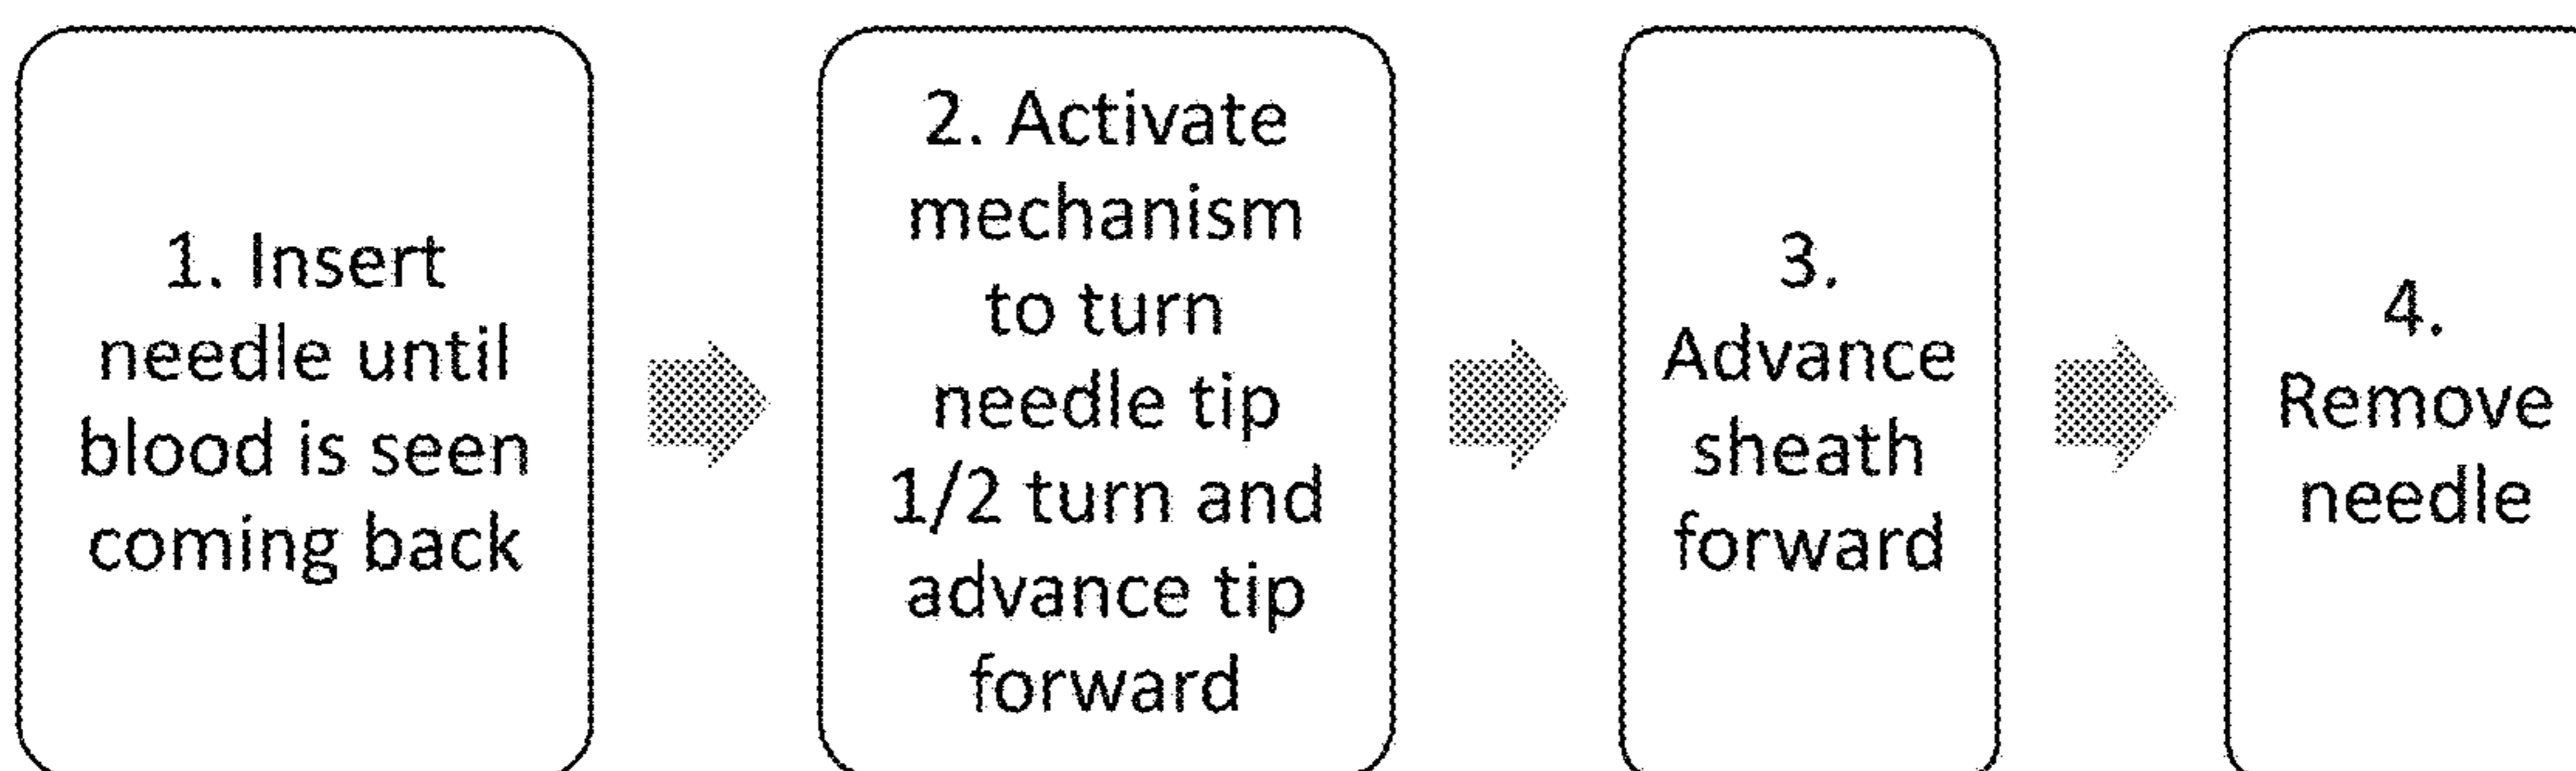 1. Insert
needle until
blood is seen
coming back
2. Activate
mechanism
to turn
needle tip
1/2 turn and
advance tip
forward
3.
Advance
sheath
forward
4.
Remove
needle